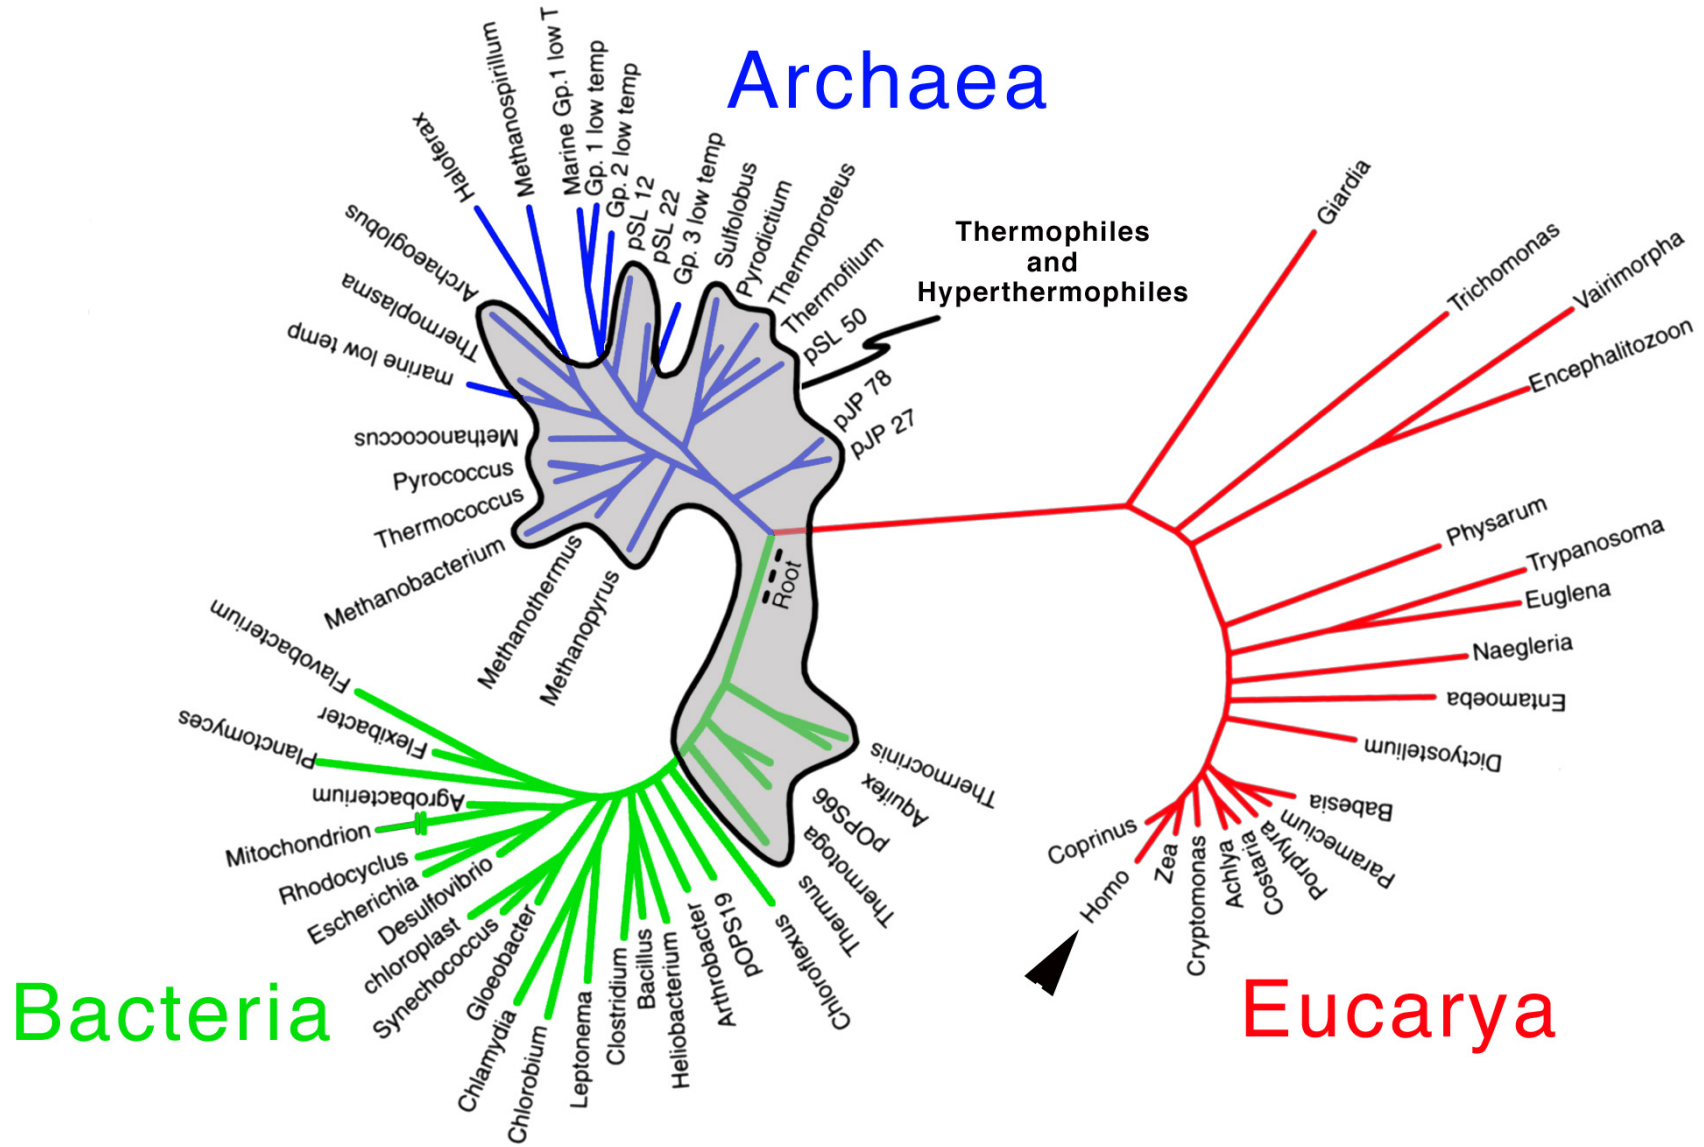 Archaea
Haloferax
Methanospirillum
Marine Gp.1 low T
Gp. 1 low temp
Gp. 2 low temp
pSL 12
pSL 22
Gp. 3 low temp
Sulfolobus
Pyrodictium
Thermoproteus
Thermofilum
pSL 50
pJP 78
pJP 27
Archaeoglobus
Thermoplasma
marine low temp
Methanococcus
Pyrococcus
Thermococcus
Methanobacterium
Methanothermus
Methanopyrus
Thermophiles
and
Hyperthermophiles
Root
Giardia
Trichomonas
Vairimorpha
Encephalitozoon
Physarum
Trypanosoma
Euglena
Naegleria
Entamoeba
Dictyostelium
Babesia
Paramecium
Porphyra
Costaria
Achlya
Cryptomonas
Zea
Homo
Coprinus
Eucarya
Flavobacterium
Flexibacter
Planctomyces
Agrobacterium
Mitochondrion
Rhodocyclus
Escherichia
Desulfovibrio
chloroplast
Synechococcus
Gloeobacter
Chlamydia
Chlorobium
Leptonema
Clostridium
Bacillus
Heliobacterium
Arthrobacter
pOPS19
Chloroflexus
Thermus
Thermotoga
pOPS66
Aquifex
Thermocrinis
Bacteria